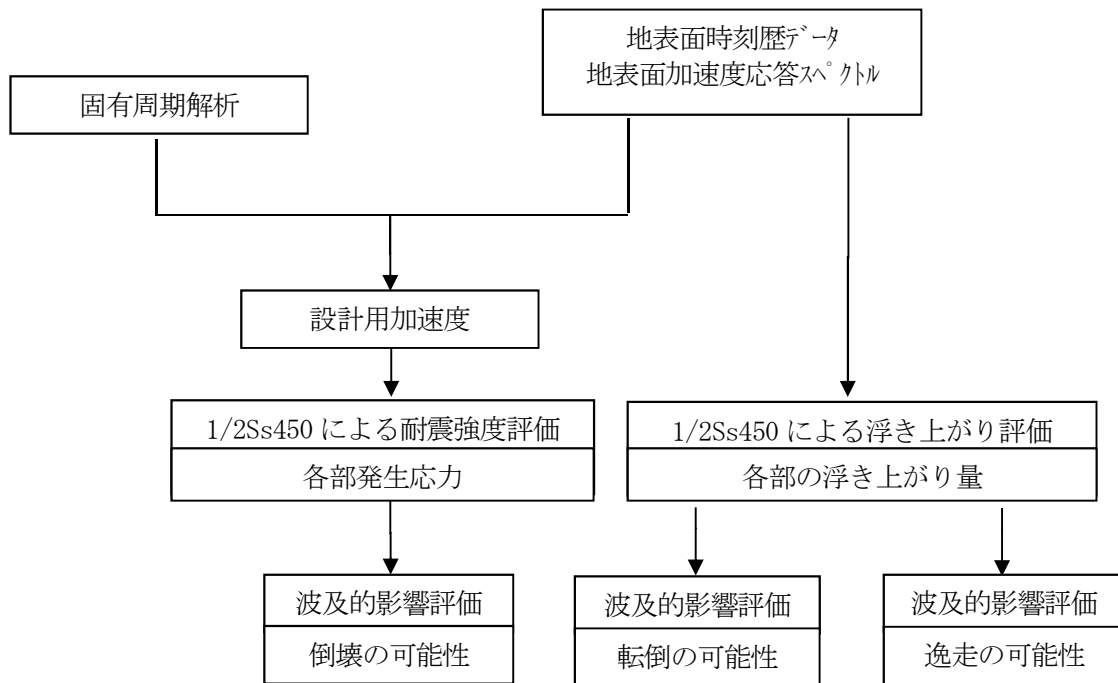 地表面時刻歴ﾃﾞｰﾀ
地表面加速度応答ｽﾍﾟｸﾄﾙ
固有周期解析
設計用加速度
1/2Ss450 による耐震強度評価
各部発生応力
1/2Ss450 による浮き上がり評価
各部の浮き上がり量
波及的影響評価
倒壊の可能性
波及的影響評価
転倒の可能性
波及的影響評価
逸走の可能性